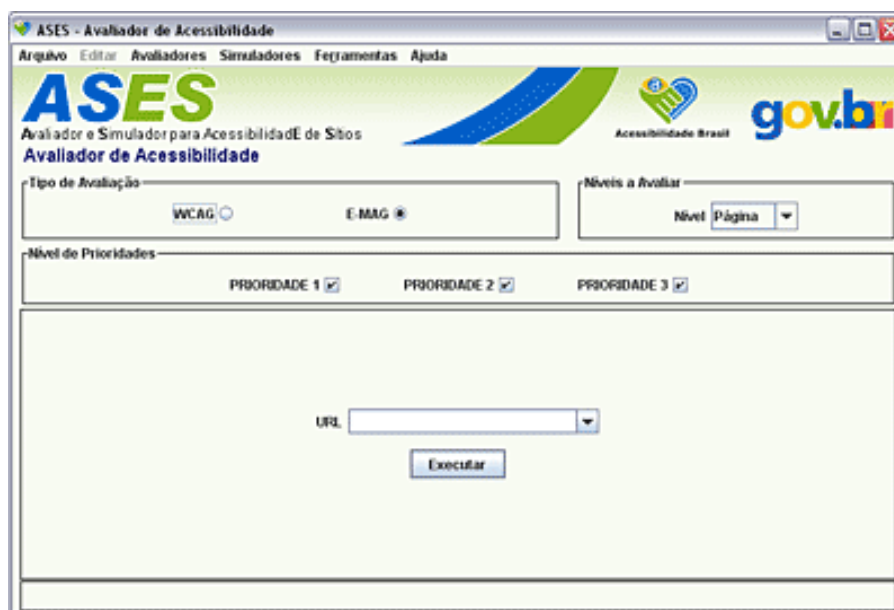 ASES - Avaliador de Acessibilidade
Arquivo Editar Avaliadores Simuladores Ferramentas Ajuda
ASES
Avaliador e Simulador para AcessibilidadE de Sítios
Acessibilidade Brasil
gov.br
Avaliador de Acessibilidade
Tipo de Avaliação
Níveis a Avaliar
WCAG E-MAG
Nível Página
Nível de Prioridades
PRIORIDADE 1 PRIORIDADE 2 PRIORIDADE 3
URL
Executar